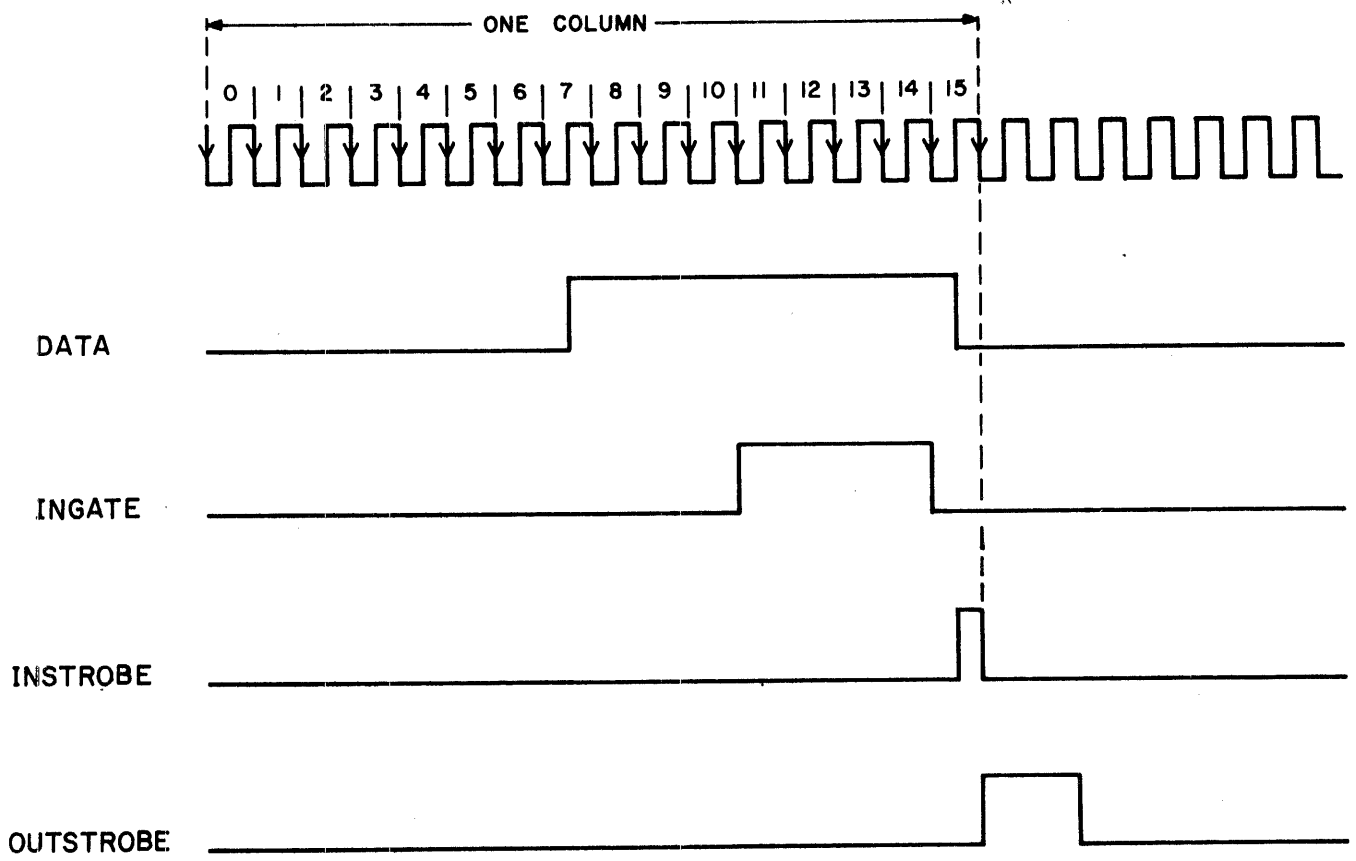 ONE COLUMN
0 | 1 | 2 | 3 | 4 | 5 | 6 | 7 | 8 | 9 | 10 | 11 | 12 | 13 | 14 | 15
DATA
INGATE
INSTROBE
OUTSTROBE